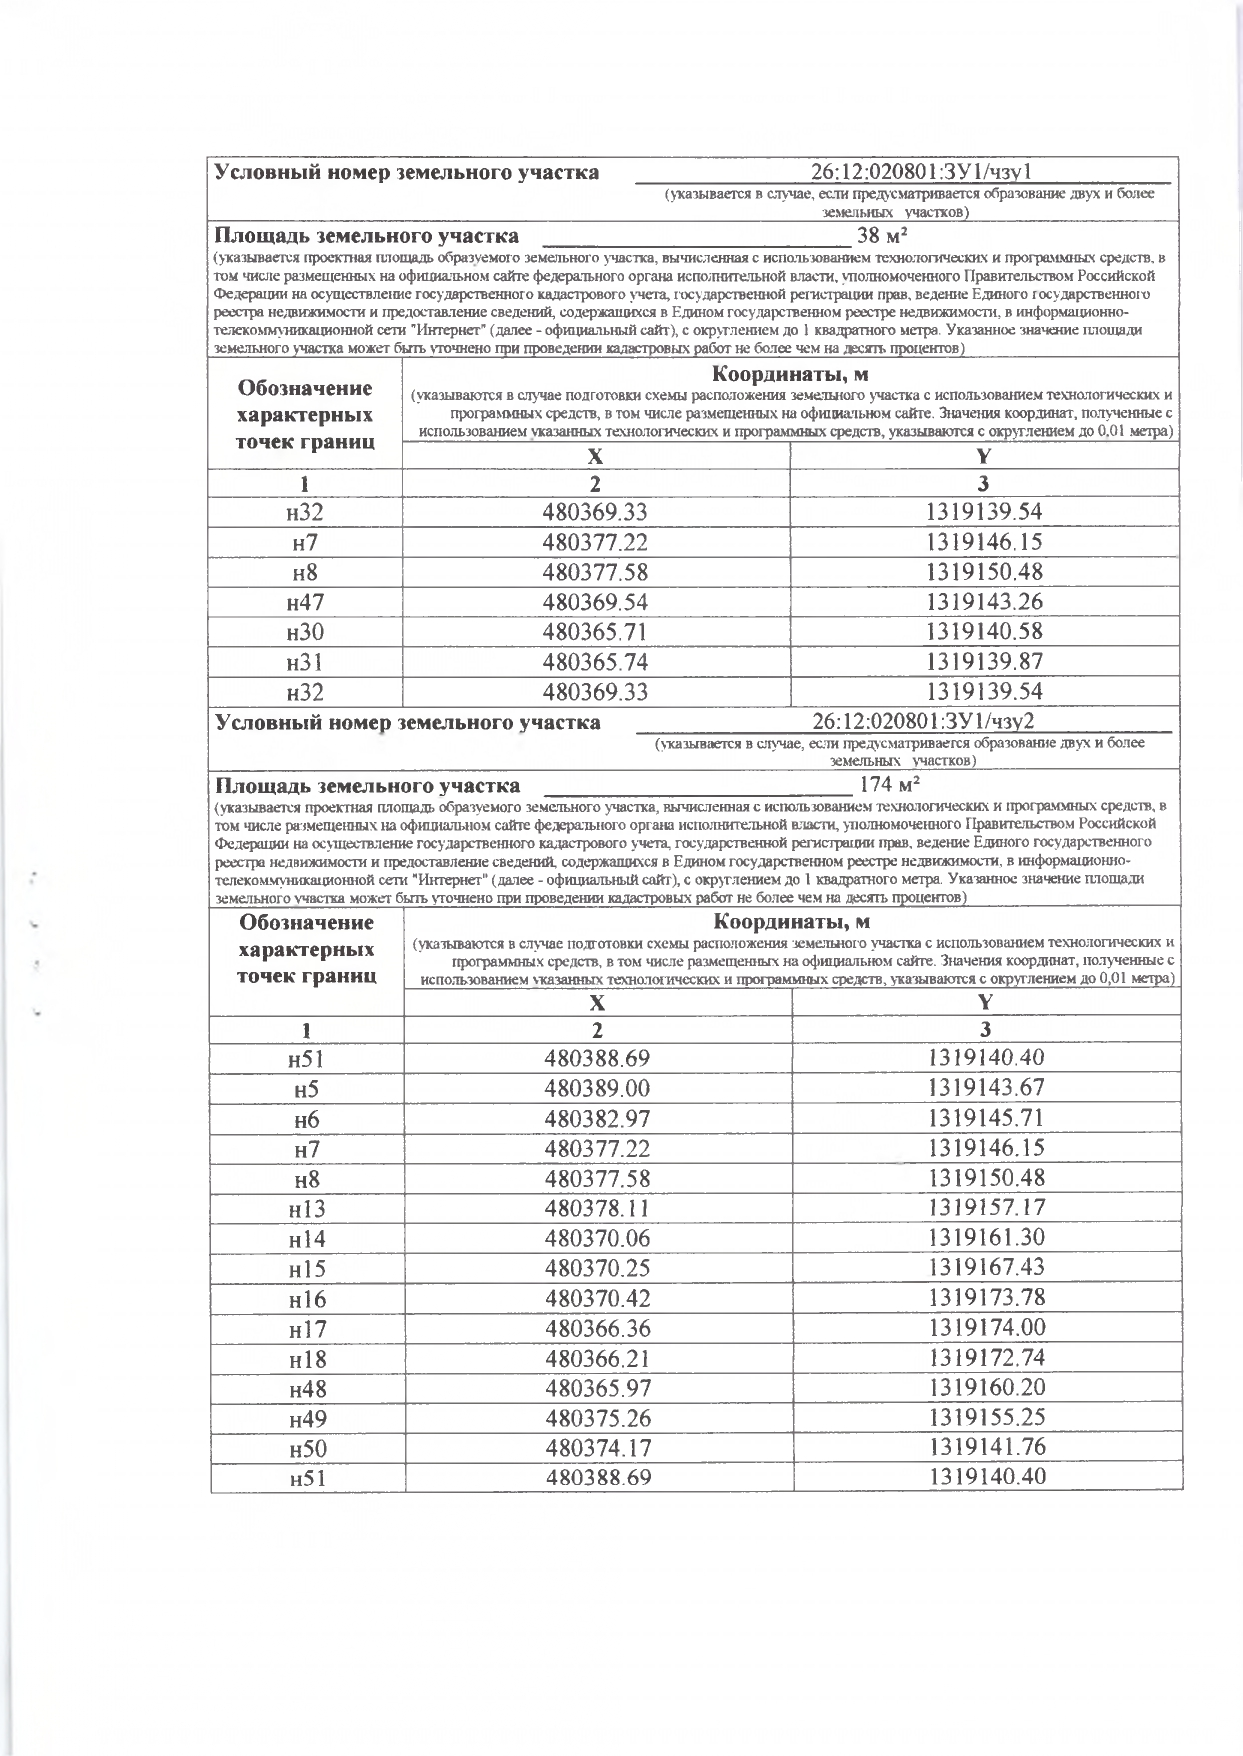 Условный номер земельного участка 26:12:020801:ЗУ1/чзу1
(указывается в случае, если предусматривается образование двух и более
земельных участков)
Площадь земельного участка 38 м²
(указывается проектная площадь образуемого земельного участка, вычисленная с использованием технологических и программных средств, в
том числе размещенных на официальном сайте федерального органа исполнительной власти, уполномоченного Правительством Российской
Федерации на осуществление государственного кадастрового учета, государственной регистрации прав, ведение Единого государственного
реестра недвижимости и предоставление сведений, содержащихся в Едином государственном реестре недвижимости, в информационно-
телекоммуникационной сети "Интернет" (далее - официальный сайт), с округлением до 1 квадратного метра. Указанное значение площади
земельного участка может быть уточнено при проведении кадастровых работ не более чем на десять процентов)
Обозначение
характерных
точек границ
Координаты, м
(указываются в случае подготовки схемы расположения земельного участка с использованием технологических и
программных средств, в том числе размещенных на официальном сайте. Значения координат, полученные с
использованием указанных технологических и программных средств, указываются с округлением до 0,01 метра)
X Y
1 2 3
н32 480369.33 1319139.54
н7 480377.22 1319146.15
н8 480377.58 1319150.48
н47 480369.54 1319143.26
н30 480365.71 1319140.58
н31 480365.74 1319139.87
н32 480369.33 1319139.54
Условный номер земельного участка 26:12:020801:ЗУ1/чзу2
(указывается в случае, если предусматривается образование двух и более
земельных участков)
Площадь земельного участка 174 м²
(указывается проектная площадь образуемого земельного участка, вычисленная с использованием технологических и программных средств, в
том числе размещенных на официальном сайте федерального органа исполнительной власти, уполномоченного Правительством Российской
Федерации на осуществление государственного кадастрового учета, государственной регистрации прав, ведение Единого государственного
реестра недвижимости и предоставление сведений, содержащихся в Едином государственном реестре недвижимости, в информационно-
телекоммуникационной сети "Интернет" (далее - официальный сайт), с округлением до 1 квадратного метра. Указанное значение площади
земельного участка может быть уточнено при проведении кадастровых работ не более чем на десять процентов)
Обозначение
характерных
точек границ
Координаты, м
(указываются в случае подготовки схемы расположения земельного участка с использованием технологических и
программных средств, в том числе размещенных на официальном сайте. Значения координат, полученные с
использованием указанных технологических и программных средств, указываются с округлением до 0,01 метра)
X Y
1 2 3
н51 480388.69 1319140.40
н5 480389.00 1319143.67
н6 480382.97 1319145.71
н7 480377.22 1319146.15
н8 480377.58 1319150.48
н13 480378.11 1319157.17
н14 480370.06 1319161.30
н15 480370.25 1319167.43
н16 480370.42 1319173.78
н17 480366.36 1319174.00
н18 480366.21 1319172.74
н48 480365.97 1319160.20
н49 480375.26 1319155.25
н50 480374.17 1319141.76
н51 480388.69 1319140.40